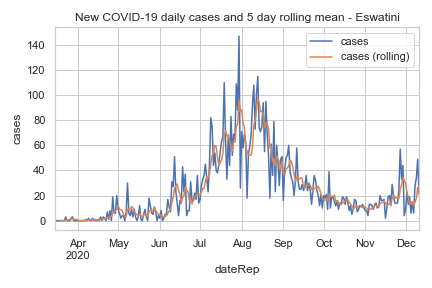 New COVID-19 daily cases and 5 day rolling mean - Eswatini
cases
cases (rolling)
140
120
100
80
60
40
20
0
cases
Apr
2020
May
Jun
Jul
Aug
Sep
Oct
Nov
Dec
dateRep